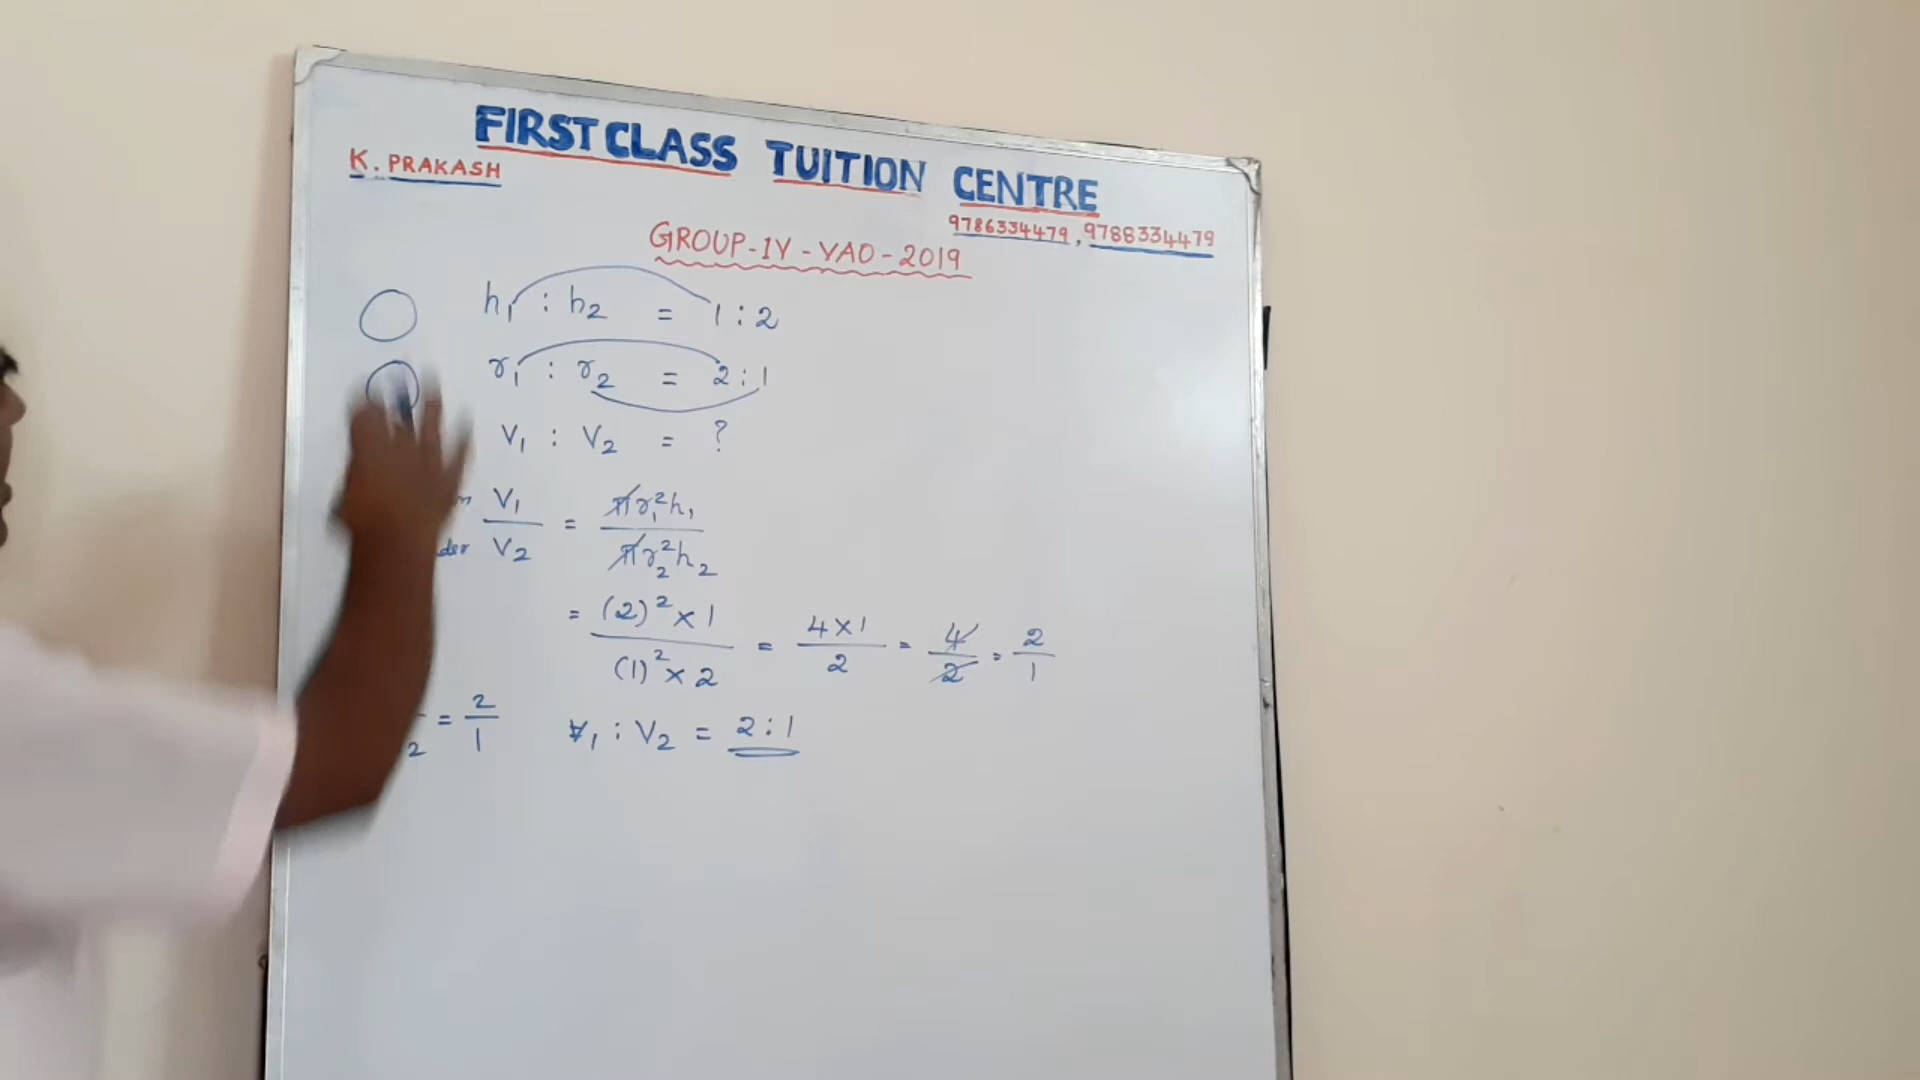 FIRST CLASS TUITION CENTRE
K. PRAKASH
9786334479, 9788334479
GROUP-IV-VAO-2019
h₁ : h₂ = 1 : 2
r₁ : r₂ = 2 : 1
V₁ : V₂ = ?
V₁/V₂ = πr₁²h₁/πr₂²h₂
= (2)² x 1/(1)² x 2 = 4 x 1/2 = 4/2 = 2/1
= 2/1 V₁ : V₂ = 2 : 1